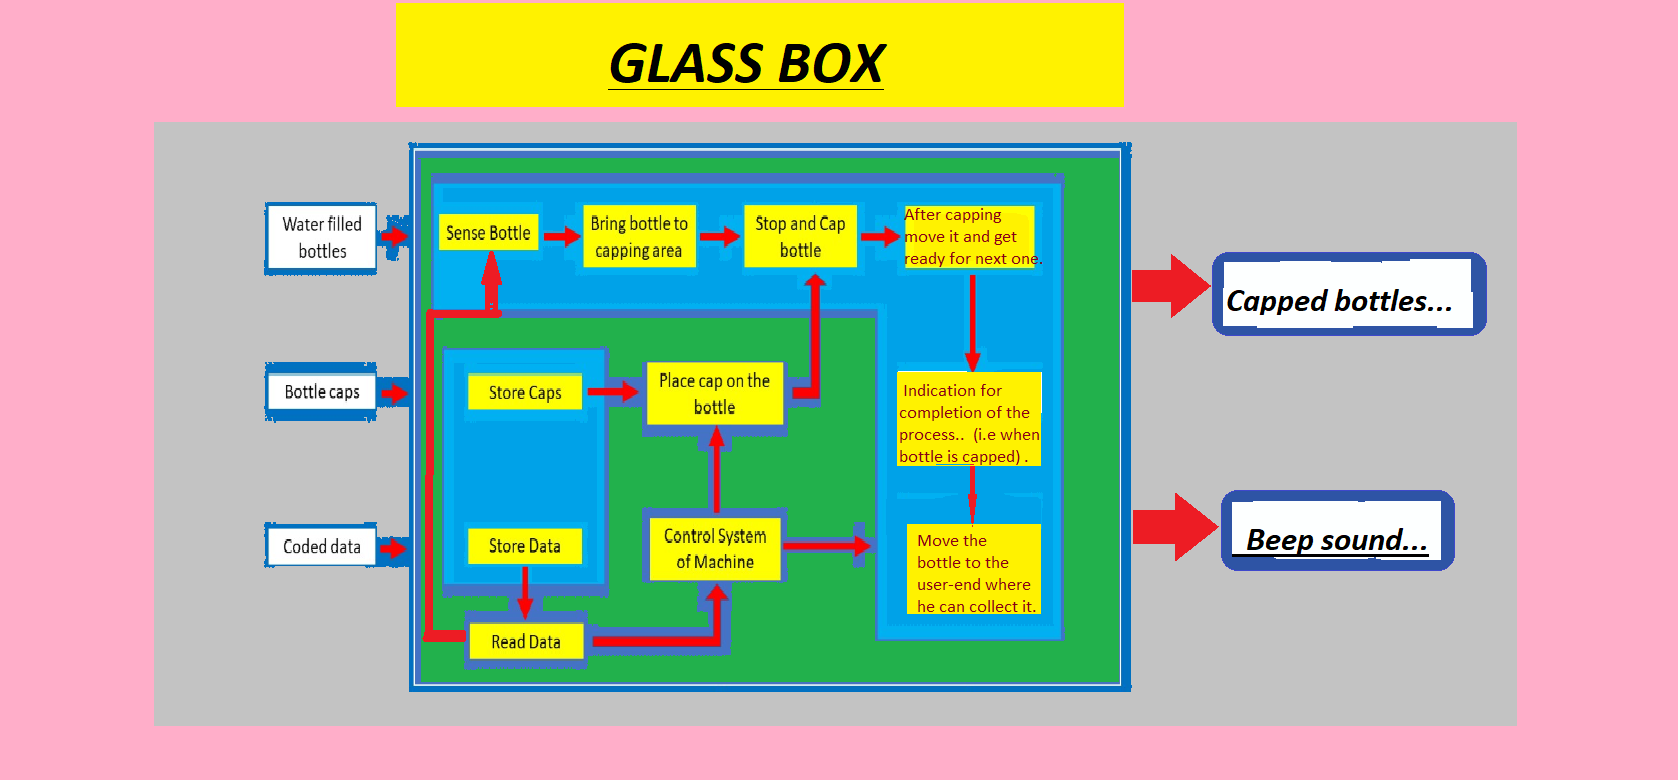 GLASS BOX
Water filled
bottles
Sense Bottle
Bring bottle to
capping area
Stop and Cap
bottle
After capping
move it and get
ready for next one.
Capped bottles...
Bottle caps
Store Caps
Place cap on the
bottle
Indication for
completion of the
process.. (i.e when
bottle is capped) .
Coded data
Store Data
Control System
of Machine
Move the
bottle to the
user-end where
he can collect it.
Beep sound...
Read Data